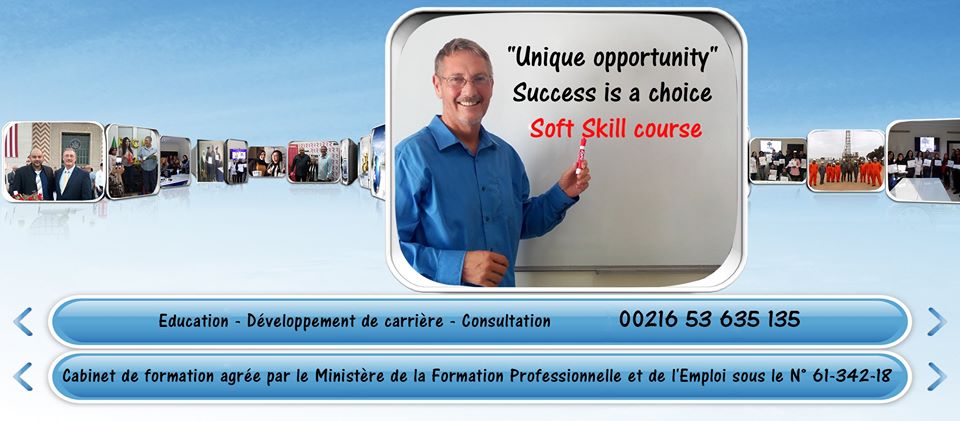 "Unique opportunity"
Success is a choice
Soft Skill course
Education - Développement de carrière - Consultation 00216 53 635 135
Cabinet de formation agrée par le Ministère de la Formation Professionnelle et de l'Emploi sous le N° 61-342-18